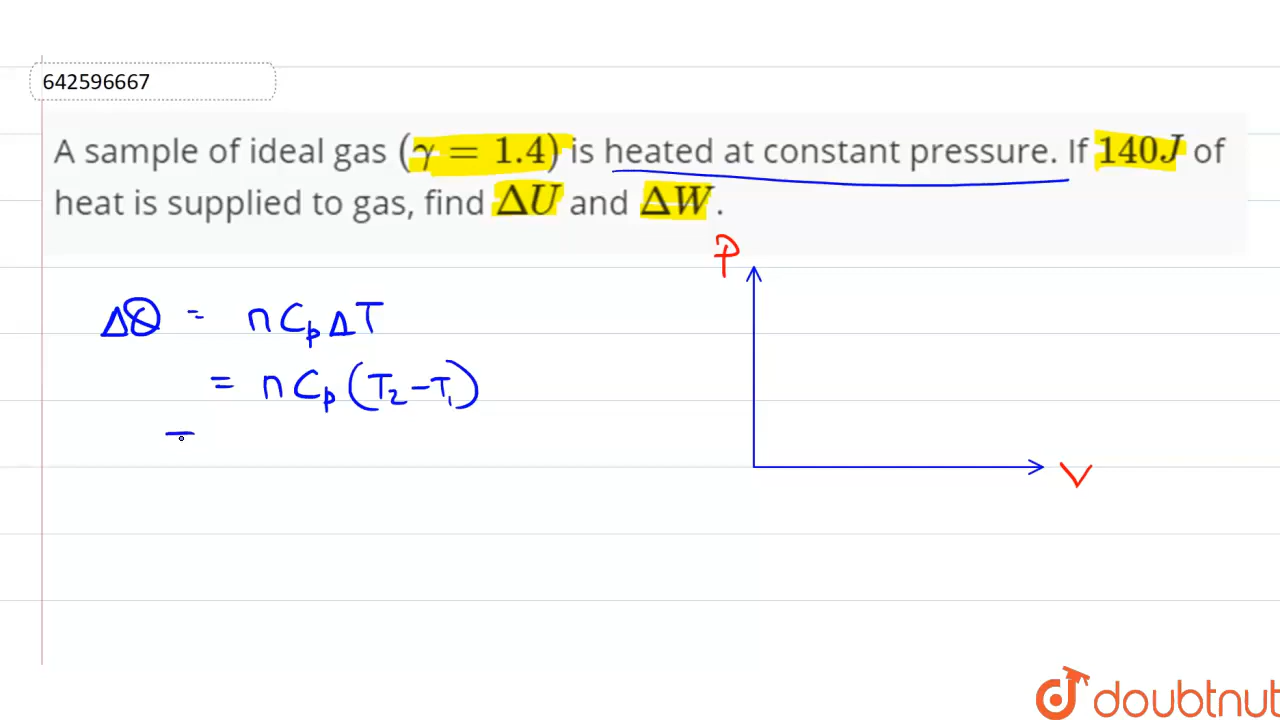 642596667
A sample of ideal gas (γ = 1.4) is heated at constant pressure. If 140J of
heat is supplied to gas, find ΔU and ΔW.
P
ΔQ = nCpΔT
= nCp(T2-T1)
V
doubtnut